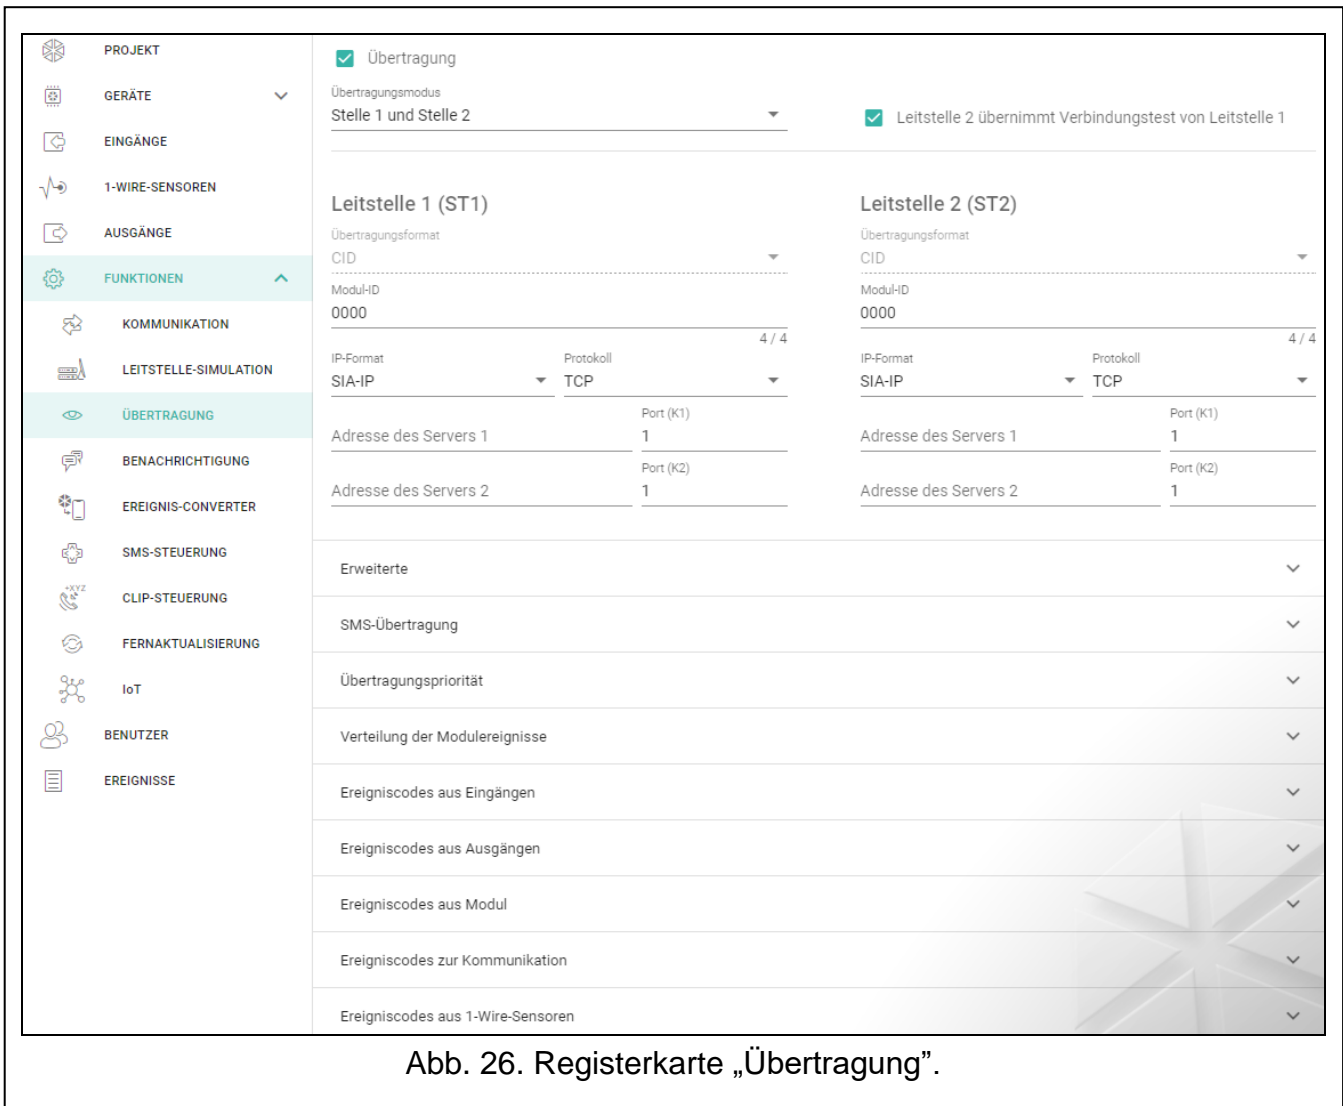 PROJEKT
GERÄTE
EINGÄNGE
1-WIRE-SENSOREN
AUSGÄNGE
FUNKTIONEN
KOMMUNIKATION
LEITSTELLE-SIMULATION
ÜBERTRAGUNG
BENACHRICHTIGUNG
EREIGNIS-CONVERTER
SMS-STEUERUNG
+XYZ
CLIP-STEUERUNG
FERNAKTUALISIERUNG
IoT
BENUTZER
EREIGNISSE
Übertragung
Übertragungsmodus
Stelle 1 und Stelle 2
Leitstelle 2 übernimmt Verbindungstest von Leitstelle 1
Leitstelle 1 (ST1)
Übertragungsformat
CID
Modul-ID
0000
4 / 4
IP-Format
SIA-IP
Protokoll
TCP
Adresse des Servers 1
Port (K1)
1
Adresse des Servers 2
Port (K2)
1
Leitstelle 2 (ST2)
Übertragungsformat
CID
Modul-ID
0000
4 / 4
IP-Format
SIA-IP
Protokoll
TCP
Adresse des Servers 1
Port (K1)
1
Adresse des Servers 2
Port (K2)
1
Erweiterte
SMS-Übertragung
Übertragungspriorität
Verteilung der Modulereignisse
Ereigniscodes aus Eingängen
Ereigniscodes aus Ausgängen
Ereigniscodes aus Modul
Ereigniscodes zur Kommunikation
Ereigniscodes aus 1-Wire-Sensoren
Abb. 26. Registerkarte „Übertragung”.